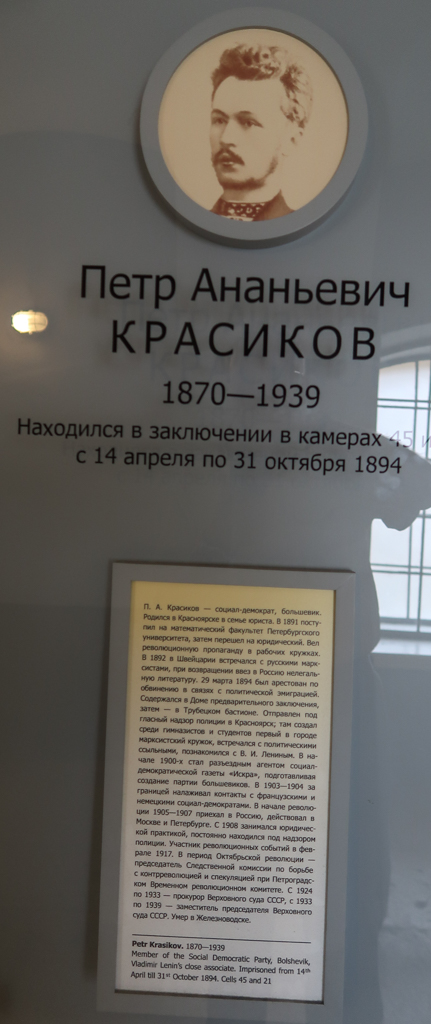 Петр Ананьевич
КРАСИКОВ
1870—1939
Находился в заключении в камерах 45 и
с 14 апреля по 31 октября 1894
П. А. Красиков — социал-демократ, большевик.
Родился в Красноярске в семье юриста. В 1891 посту-
пил на математический факультет Петербургского
университета, затем перешел на юридический. Вел
революционную пропаганду в рабочих кружках.
В 1892 в Швейцарии встречался с русскими марк-
систами, при возвращении ввез в Россию нелегаль-
ную литературу. 29 марта 1894 был арестован по
обвинению в связях с политической эмиграцией.
Содержался в Доме предварительного заключения,
затем — в Трубецком бастионе. Отправлен под
гласный надзор полиции в Красноярск; там создал
среди гимназистов и студентов первый в городе
марксистский кружок, встречался с политическими
ссыльными, познакомился с В. И. Лениным. В на-
чале 1900-х стал разъездным агентом социал-
демократической газеты «Искра», подготавливая
создание партии большевиков. В 1903—1904 за
границей налаживал контакты с французскими и
немецкими социал-демократами. В начале револю-
ции 1905—1907 приехал в Россию, действовал в
Москве и Петербурге. С 1908 занимался юридичес-
кой практикой, постоянно находился под надзором
полиции. Участник революционных событий в фев-
рале 1917. В период Октябрьской революции —
председатель Следственной комиссии по борьбе
с контрреволюцией и спекуляцией при Петроградс-
ком Временном революционном комитете. С 1924
по 1933 — прокурор Верховного суда СССР, с 1933
по 1939 — заместитель председателя Верховного
суда СССР. Умер в Железноводске.
Petr Krasikov. 1870—1939
Member of the Social Democratic Party, Bolshevik,
Vladimir Lenin's close associate. Imprisoned from 14th
April till 31st October 1894. Cells 45 and 21